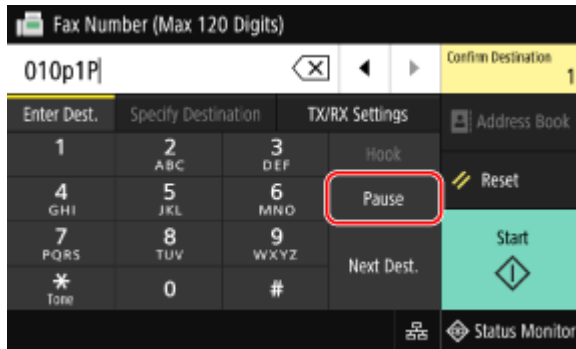 Fax Number (Max 120 Digits)
010p1P
Confirm Destination
1
Enter Dest.
Specify Destination
TX/RX Settings
Address Book
1
2
ABC
3
DEF
Hook
4
GHI
5
JKL
6
MNO
Pause
Reset
7
PQRS
8
TUV
9
WXYZ
Next Dest.
Start
*
Tone
0
#
Status Monitor